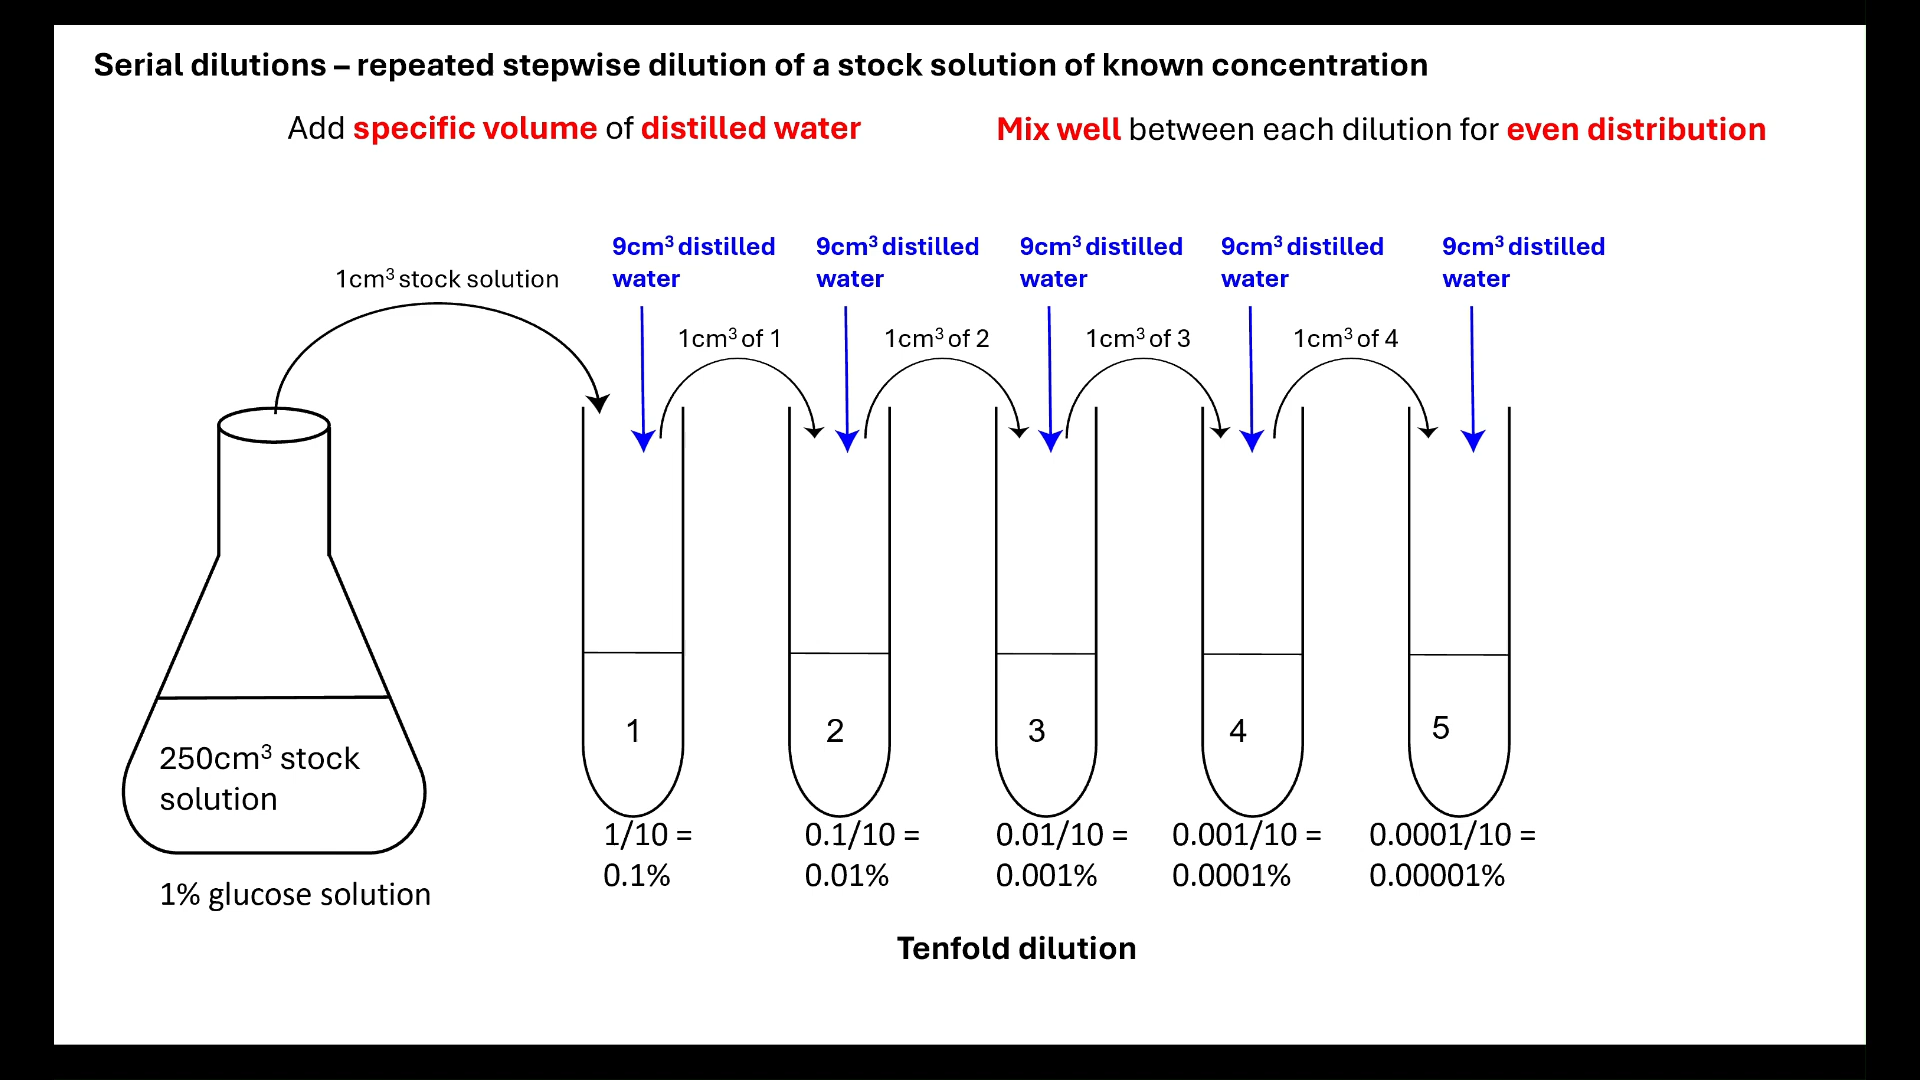 Serial dilutions – repeated stepwise dilution of a stock solution of known concentration
Add specific volume of distilled water
Mix well between each dilution for even distribution
1cm³ stock solution
9cm³ distilled
water
9cm³ distilled
water
9cm³ distilled
water
9cm³ distilled
water
9cm³ distilled
water
1cm³ of 1
1cm³ of 2
1cm³ of 3
1cm³ of 4
250cm³ stock
solution
1% glucose solution
1
2
3
4
5
1/10 =
0.1%
0.1/10 =
0.01%
0.01/10 =
0.001%
0.001/10 =
0.0001%
0.0001/10 =
0.00001%
Tenfold dilution